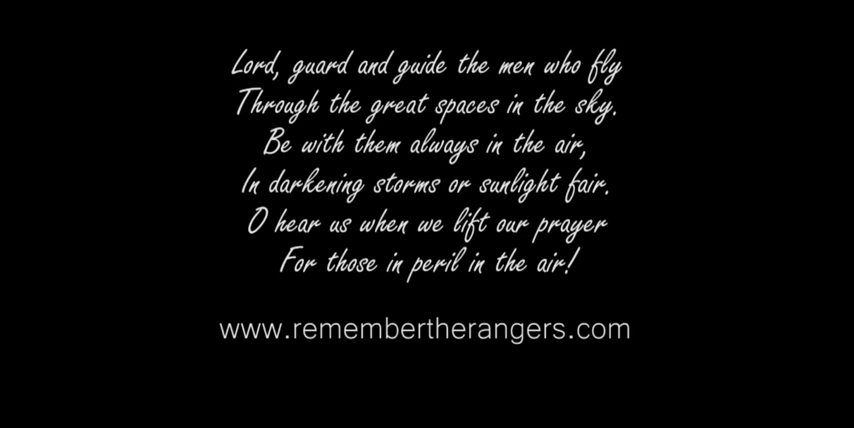 Lord, guard and guide the men who fly
Through the great spaces in the sky.
Be with them always in the air,
In darkening storms or sunlight fair.
O hear us when we lift our prayer
For those in peril in the air!
www.remembertherangers.com